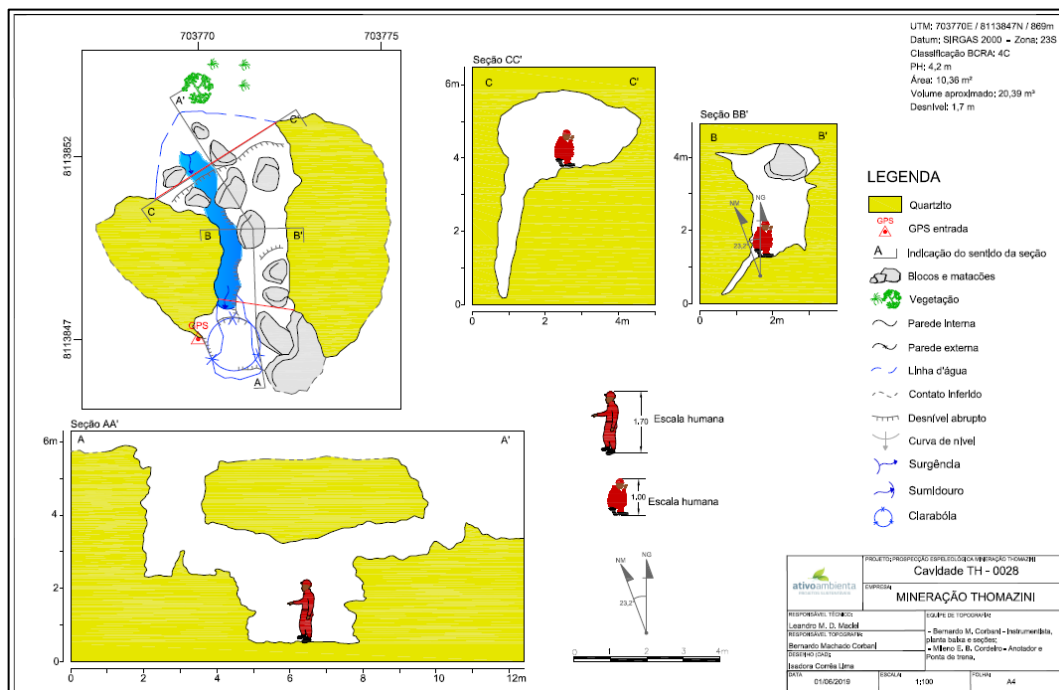 703770
703775
8113852
8113847
A'
C'
C
B
B'
GPS
A
Seção CC'
6m
C
C'
4
2
0
0
2
4m
UTM: 703770E / 8113847N / 869m
Datum: SIRGAS 2000 - Zona: 23S
Classificação BCRA: 4C
PH: 4,2 m
Área: 10,36 m²
Volume aproximado: 20,39 m³
Desnível: 1,7 m
Seção BB'
B
B'
4m
NM
NG
23,2°
2
0
0
2m
LEGENDA
Quartzito
GPS
GPS entrada
A
Indicação do sentido da seção
Blocos e matacões
Vegetação
Parede Interna
Parede externa
Linha d'água
Contato Inferido
Desnível abrupto
Curva de nível
Surgência
Sumidouro
Clarabóia
Seção AA'
6m
A
A'
4
2
0
0
2
4
6
8
10
12m
1,70
Escala humana
1,00
Escala humana
NM
NG
23,2°
0
2
4m
ativoambienta
PROJETO: PROSPECÇÃO ESPELEOLÓGICA MINERAÇÃO THOMAZINI
Cavidade TH - 0028
EMPRESA:
MINERAÇÃO THOMAZINI
RESPONSÁVEL TÉCNICO:
Leandro M. D. Maciel
RESPONSÁVEL TOPOGRAFIA:
Bernardo Machado Corbani
DESENHO (CAD):
Isadora Corrêa Lima
EQUIPE DE TOPOGRAFIA:
- Bernardo M. Corbani - Instrumentista,
planta baixa e seções;
- Mileno E. B. Cordeiro - Anotador e
Ponta de trena.
DATA
01/06/2019
ESCALA:
1:100
FOLHA:
A4